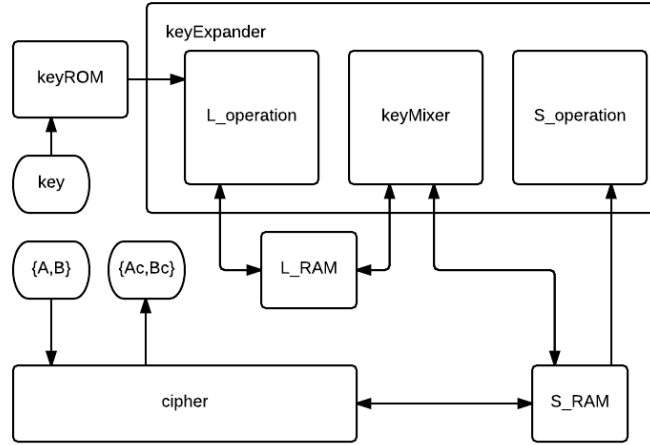 keyExpander
keyROM
L_operation
keyMixer
S_operation
key
{A,B}
{Ac,Bc}
L_RAM
cipher
S_RAM